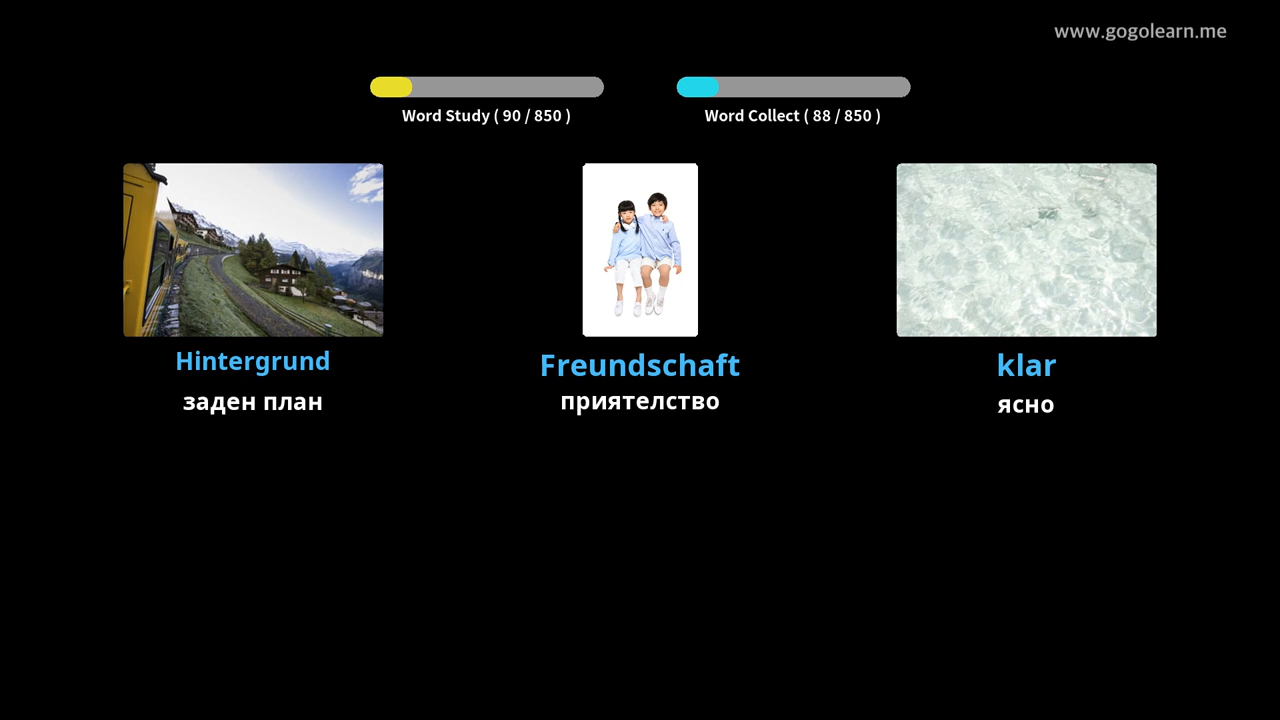 www.gogolearn.me
Word Study ( 90 / 850 )
Word Collect ( 88 / 850 )
Hintergrund
заден план
Freundschaft
приятелство
klar
ясно